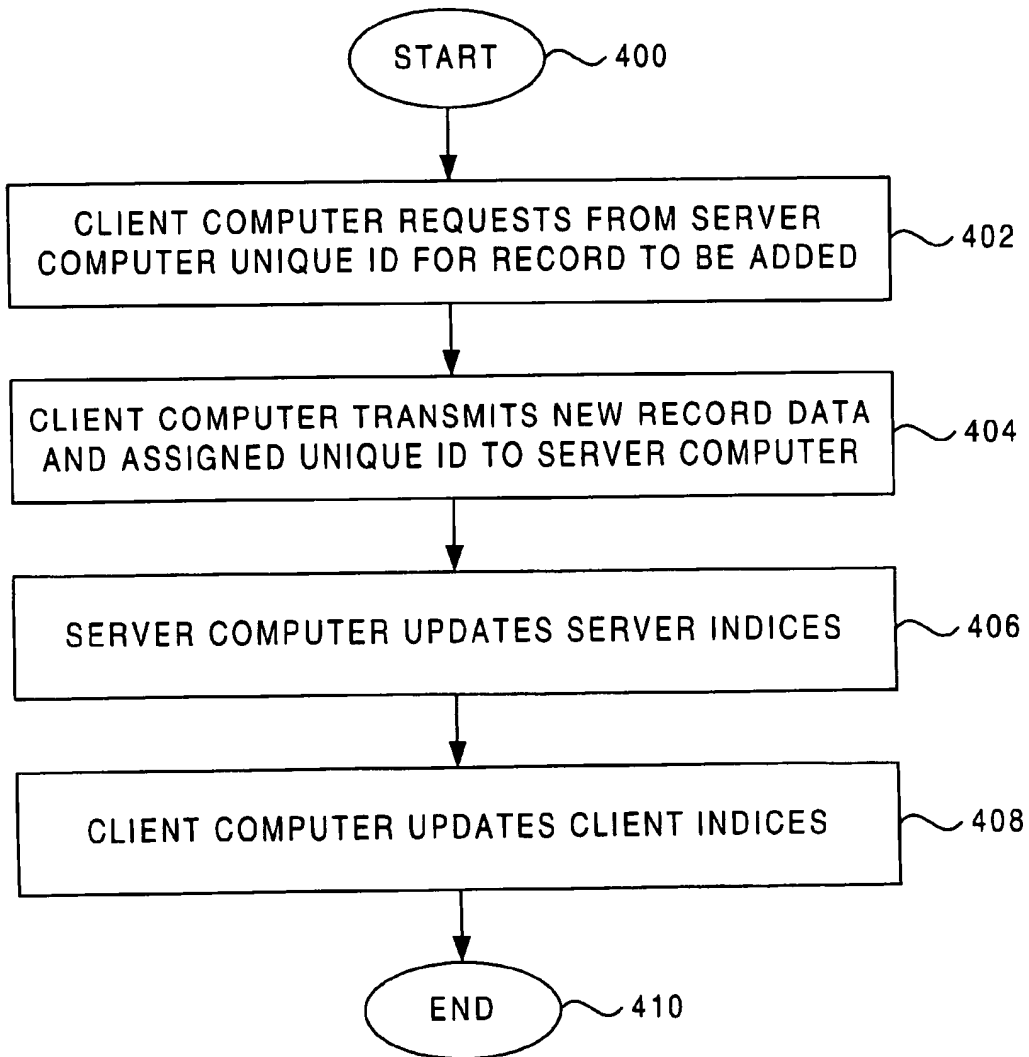 START
400
CLIENT COMPUTER REQUESTS FROM SERVER
COMPUTER UNIQUE ID FOR RECORD TO BE ADDED
402
CLIENT COMPUTER TRANSMITS NEW RECORD DATA
AND ASSIGNED UNIQUE ID TO SERVER COMPUTER
404
SERVER COMPUTER UPDATES SERVER INDICES
406
CLIENT COMPUTER UPDATES CLIENT INDICES
408
END
410